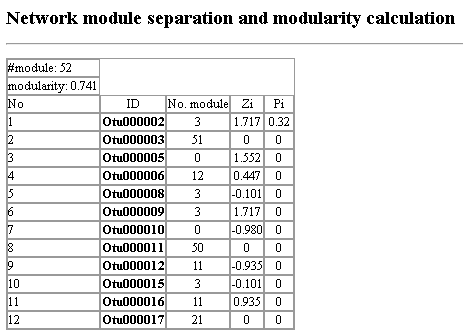 Network module separation and modularity calculation
#module: 52
modularity: 0.741
No ID No. module Zi Pi
1 Otu000002 3 1.717 0.32
2 Otu000003 51 0 0
3 Otu000005 0 1.552 0
4 Otu000006 12 0.447 0
5 Otu000008 3 -0.101 0
6 Otu000009 3 1.717 0
7 Otu000010 0 -0.980 0
8 Otu000011 50 0 0
9 Otu000012 11 -0.935 0
10 Otu000015 3 -0.101 0
11 Otu000016 11 0.935 0
12 Otu000017 21 0 0